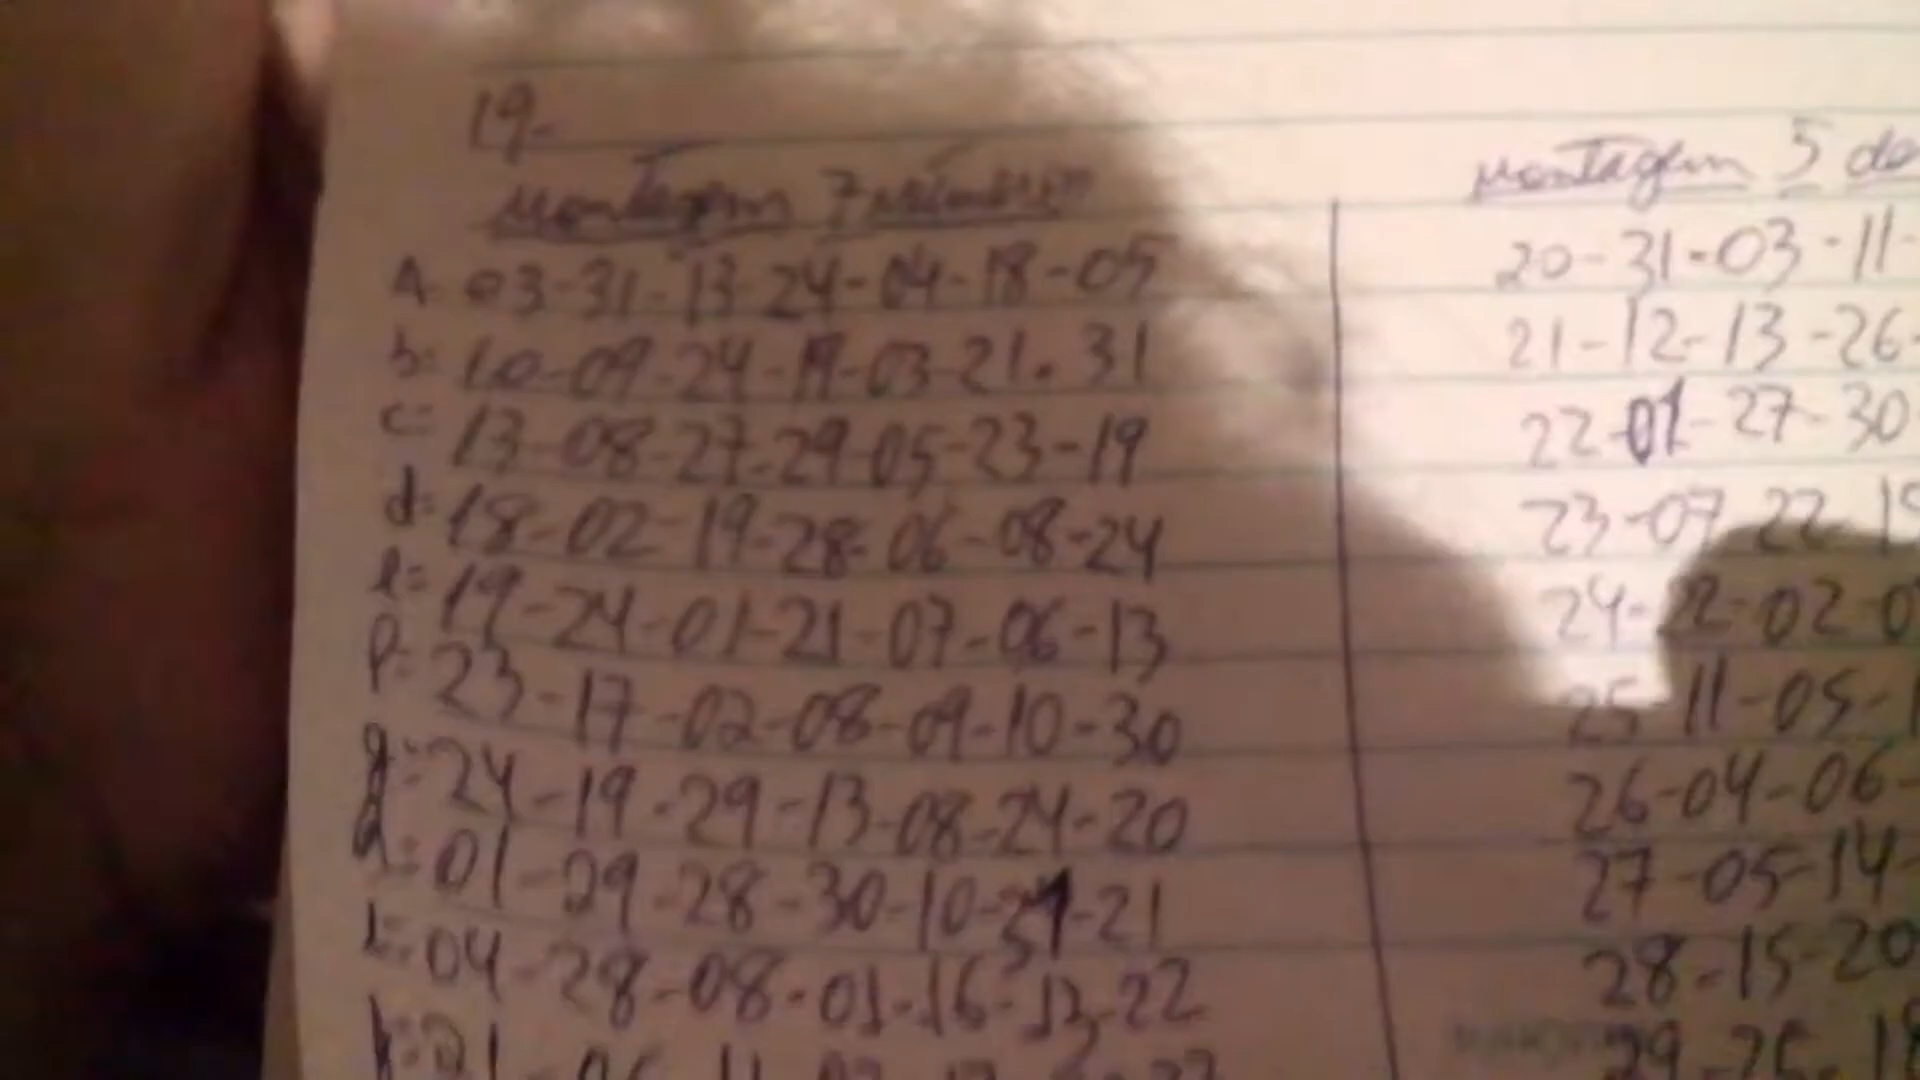 19-
montagem 7 números
A- 03-31-13-24-04-18-05
b= 10-09-24-19-03-21-31
c= 13-08-27-29-05-23-19
d= 18-02-19-28-06-08-24
e= 19-24-01-21-07-06-13
23-17-02-08-09-10-30
g= 24-19-29-13-08-24-20
01-29-28-30-10- -21
i= 04-28-08-01-16- -22
montagem 5 de
20-31-03-11-
21-12-13-26-
22-01-27-30
23-07 22
24- -02
25-11-05-
26-04-06-
27-05-14-
28-15-20